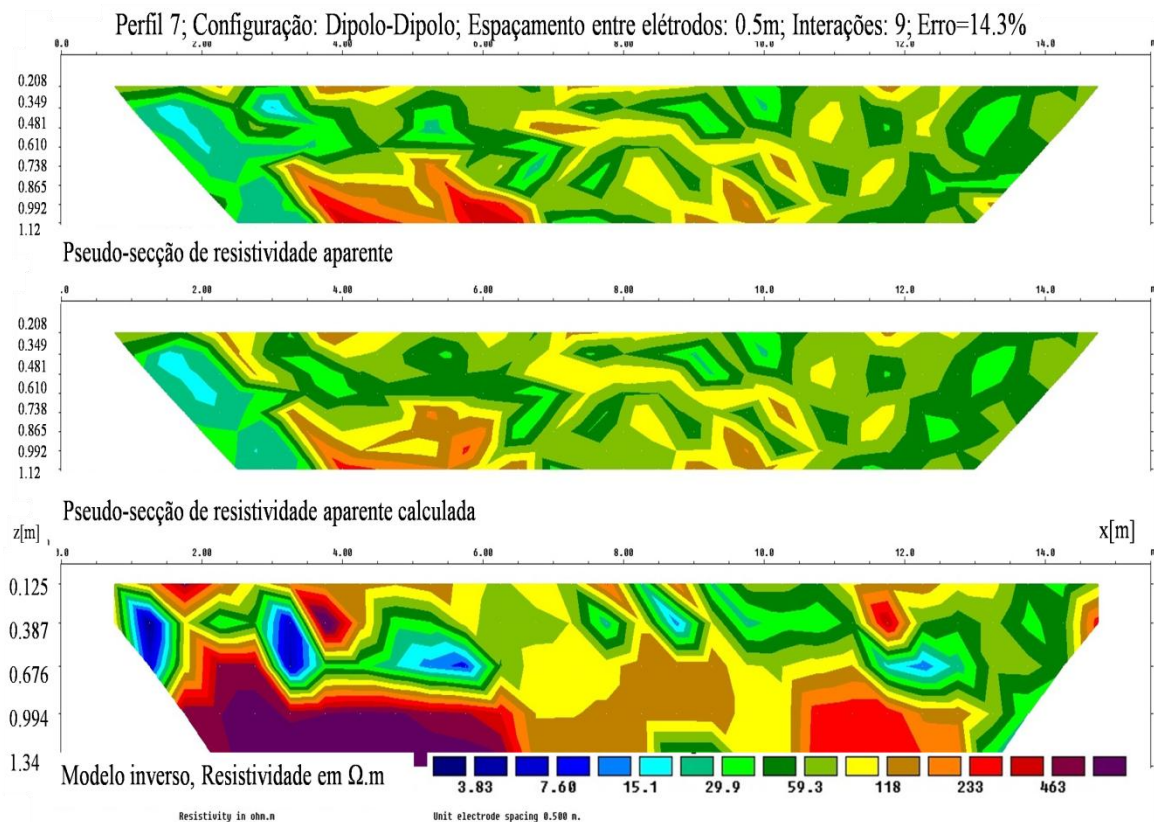 Perfil 7; Configuração: Dipolo-Dipolo; Espaçamento entre elétrodos: 0.5m; Interações: 9; Erro=14.3%
0.0 2.00 4.00 6.00 8.00 10.0 12.0 14.0 m
0.208
0.349
0.481
0.610
0.738
0.865
0.992
1.12
Pseudo-secção de resistividade aparente
.0 2.00 4.00 6.00 8.00 10.0 12.0 14.0 m
0.208
0.349
0.481
0.610
0.738
0.865
0.992
1.12
Pseudo-secção de resistividade aparente calculada
z[m] x[m]
0.0 2.00 4.00 6.00 8.00 10.0 12.0 14.0 m
0.125
0.387
0.676
0.994
1.34
Modelo inverso, Resistividade em Ω.m
3.83 7.60 15.1 29.9 59.3 118 233 463
Resistivity in ohm.m Unit electrode spacing 0.500 m.